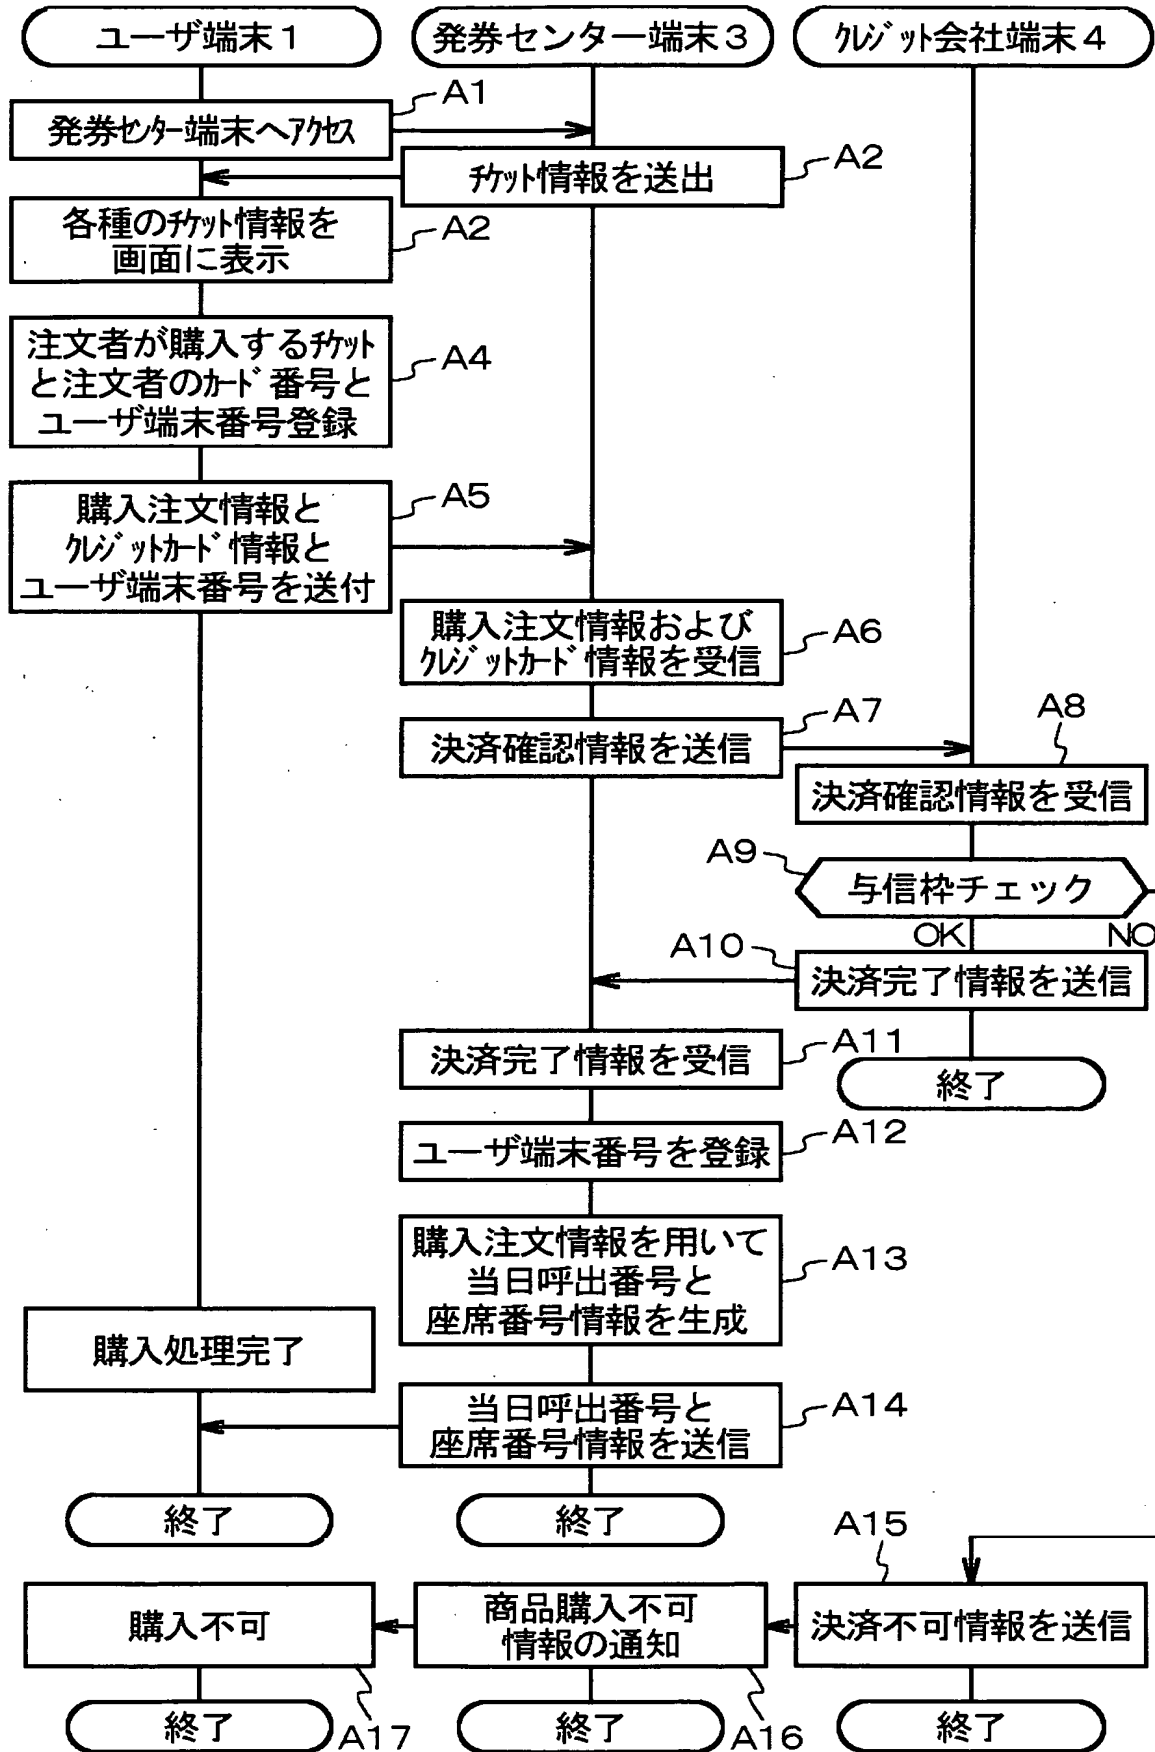 ユーザ端末1
発券センター端末3
クレジット会社端末4
A1
発券センター端末へアクセス
チケット情報を送出
A2
各種のチケット情報を
画面に表示
A2
注文者が購入するチケット
と注文者のカード番号と
ユーザ端末番号登録
A4
購入注文情報と
クレジットカード情報と
ユーザ端末番号を送付
A5
購入注文情報および
クレジットカード情報を受信
A6
決済確認情報を送信
A7
A8
決済確認情報を受信
A9
与信枠チェック
OK
NO
A10
決済完了情報を送信
終了
決済完了情報を受信
A11
ユーザ端末番号を登録
A12
購入注文情報を用いて
当日呼出番号と
座席番号情報を生成
A13
購入処理完了
当日呼出番号と
座席番号情報を送信
A14
終了
終了
A15
購入不可
商品購入不可
情報の通知
決済不可情報を送信
終了
A17
終了
A16
終了